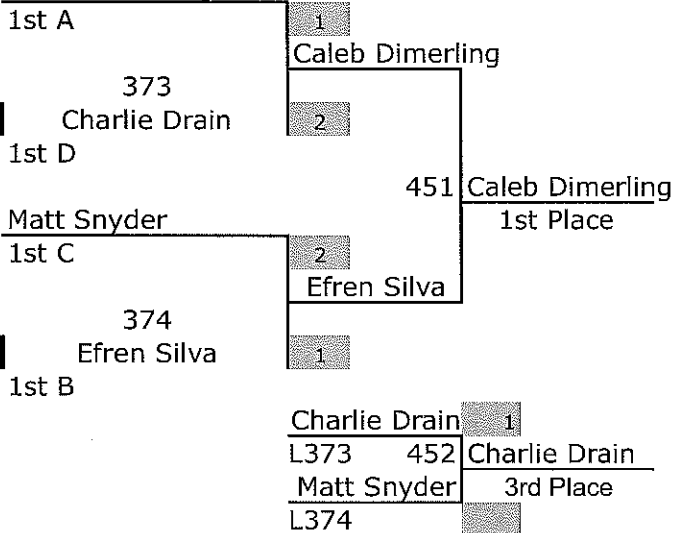 1st A 1
Caleb Dimerling
373
Charlie Drain 2
1st D
451 Caleb Dimerling
Matt Snyder 1st Place
1st C 2
Efren Silva
374
Efren Silva 1
1st B
Charlie Drain 1
L373 452 Charlie Drain
Matt Snyder 3rd Place
L374